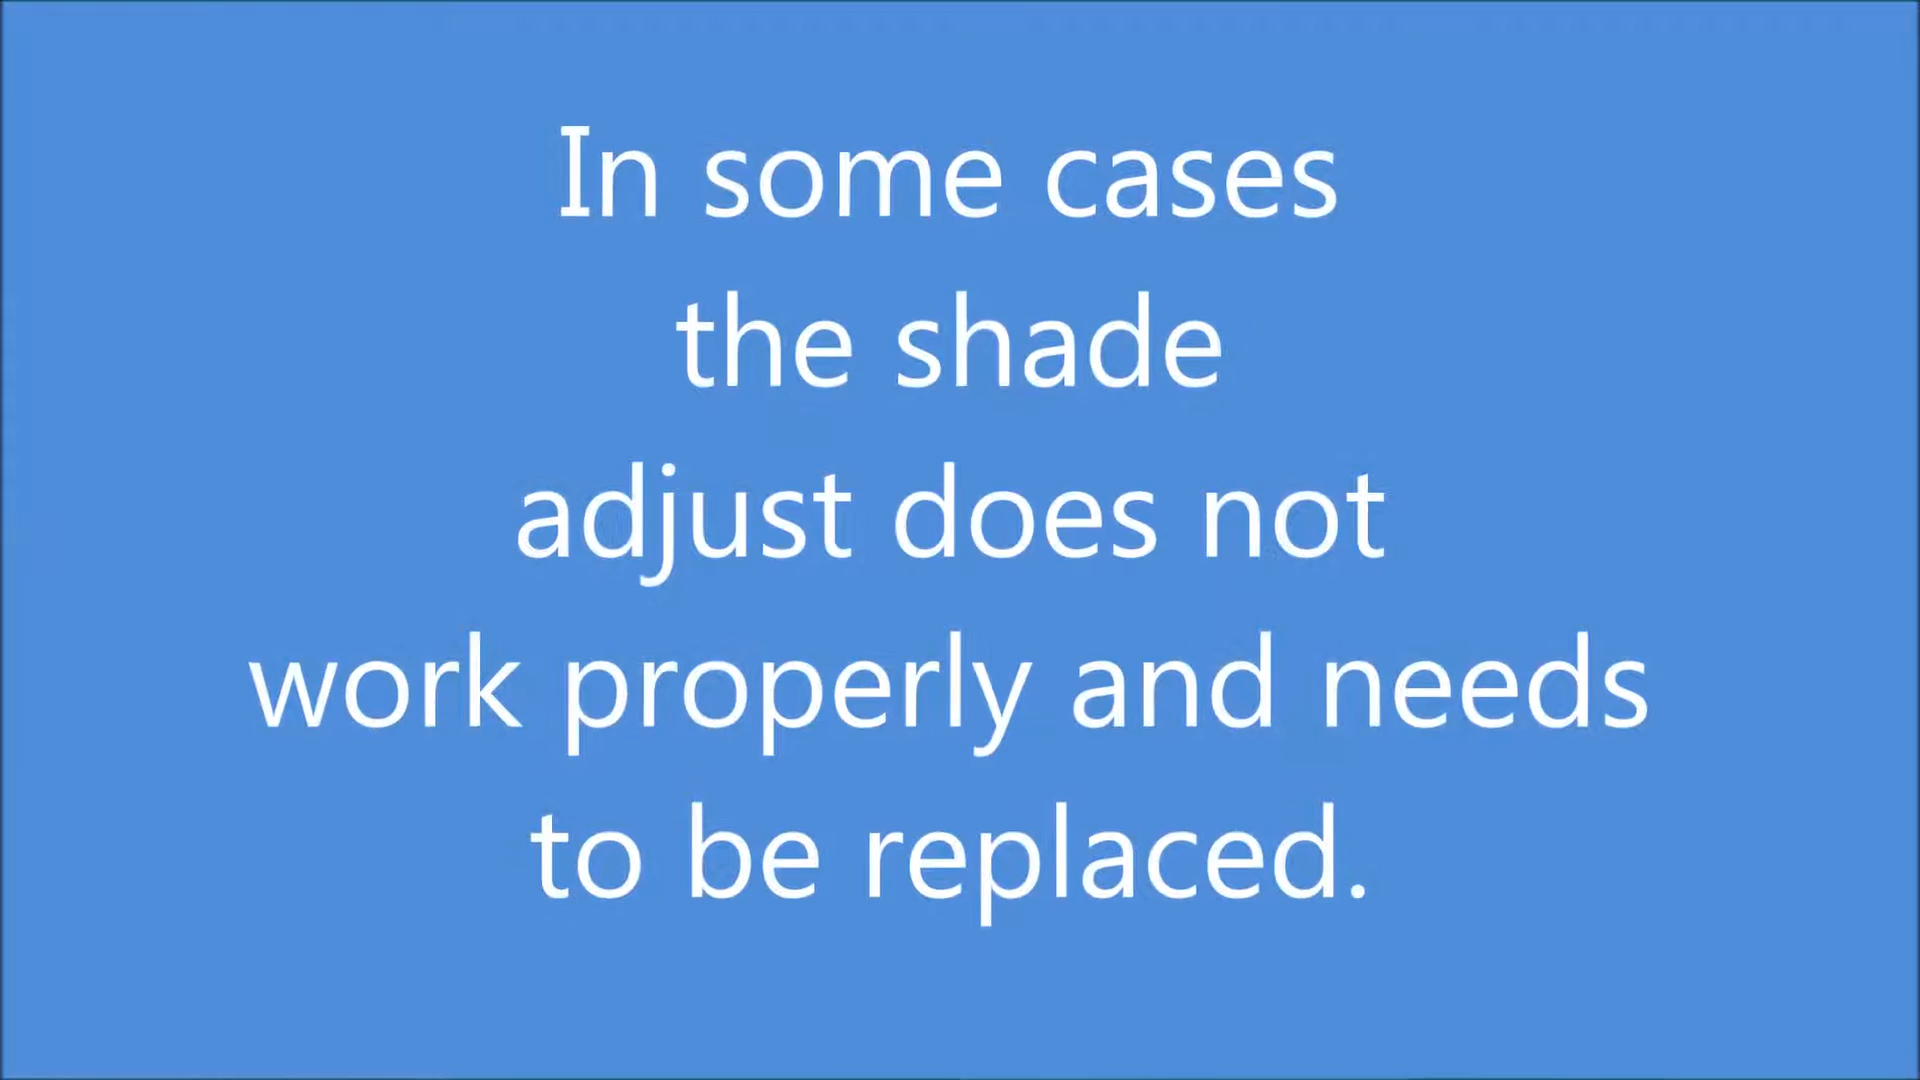 In some cases
the shade
adjust does not
work properly and needs
to be replaced.